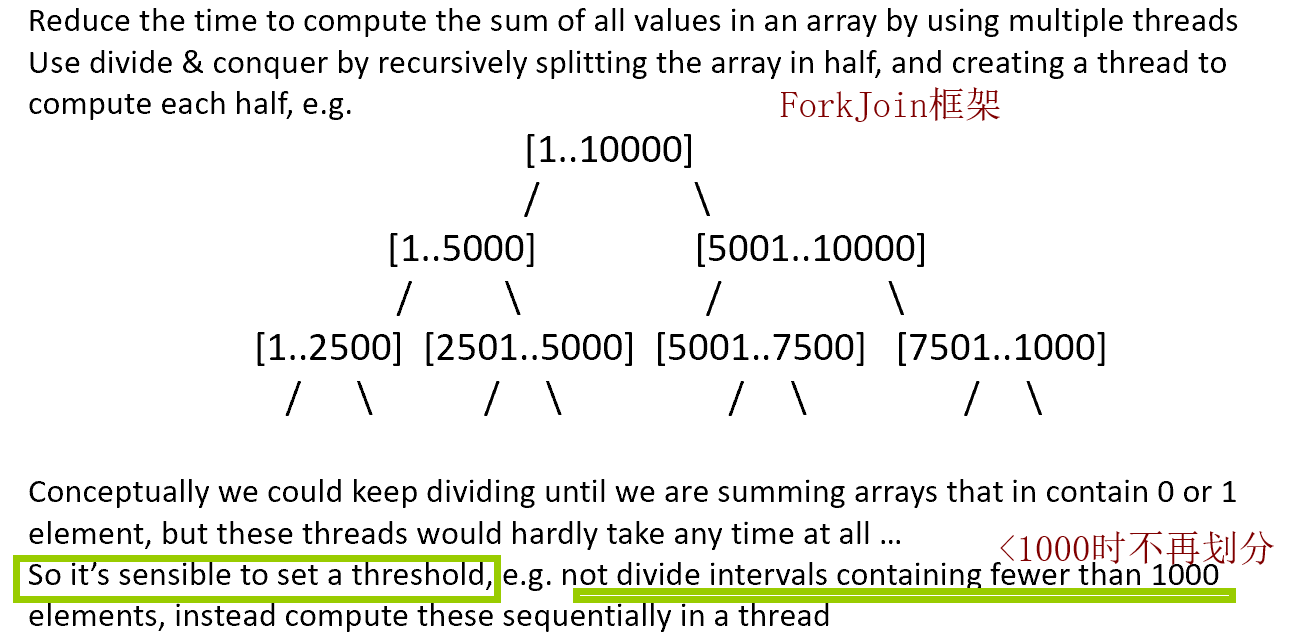 Reduce the time to compute the sum of all values in an array by using multiple threads
Use divide & conquer by recursively splitting the array in half, and creating a thread to
compute each half, e.g.
ForkJoin框架
[1..10000]
/ \
[1..5000] [5001..10000]
/ \ / \
[1..2500] [2501..5000] [5001..7500] [7501..1000]
/ \ / \ / \ / \
Conceptually we could keep dividing until we are summing arrays that in contain 0 or 1
element, but these threads would hardly take any time at all ...
<1000时不再划分
So it's sensible to set a threshold, e.g. not divide intervals containing fewer than 1000
elements, instead compute these sequentially in a thread